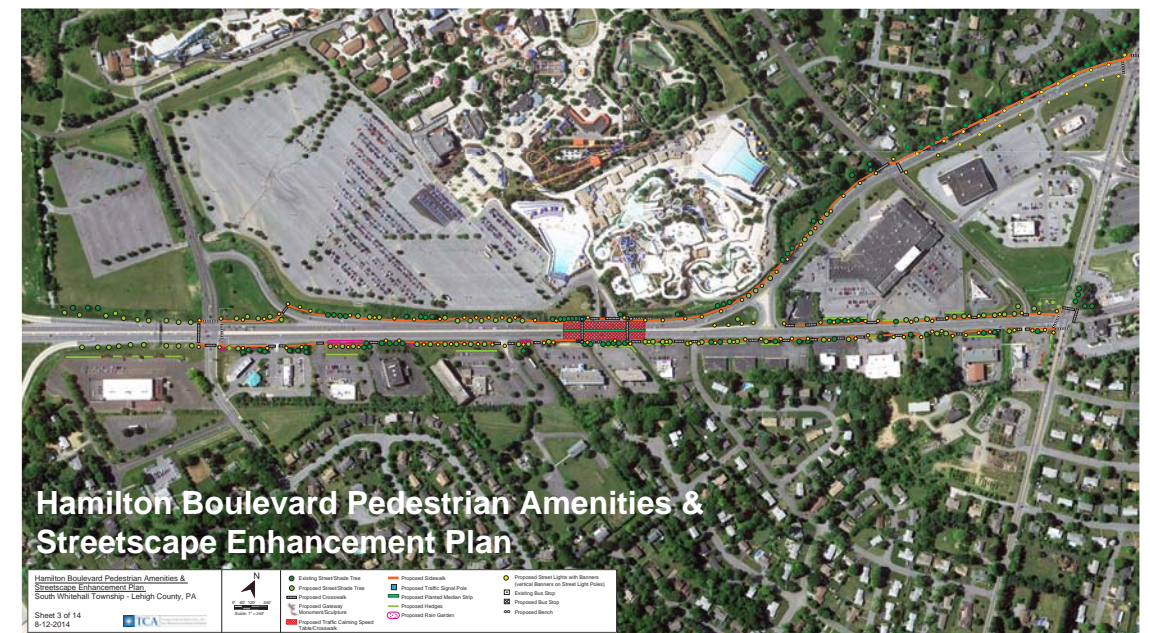 Hamilton Boulevard Pedestrian Amenities &
Streetscape Enhancement Plan
Hamilton Boulevard Pedestrian Amenities &
Streetscape Enhancement Plan
South Whitehall Township - Lehigh County, PA
Sheet 3 of 14
8-12-2014
TCA
N
Scale: 1" =
Existing Street/Shade Tree
Proposed Street/Shade Tree
Proposed Crosswalk
Proposed Gateway
Monument/Sculpture
Proposed Traffic Calming Speed
Table/Crosswalk
Proposed Sidewalk
Proposed Traffic Signal Pole
Planted Median Strip
Proposed Hedges
Proposed Rain Garden
Proposed Street Lights with Banners
(vertical Banners on Street Light Poles)
Existing Bus Stop
Proposed Bus Stop
Proposed Bench